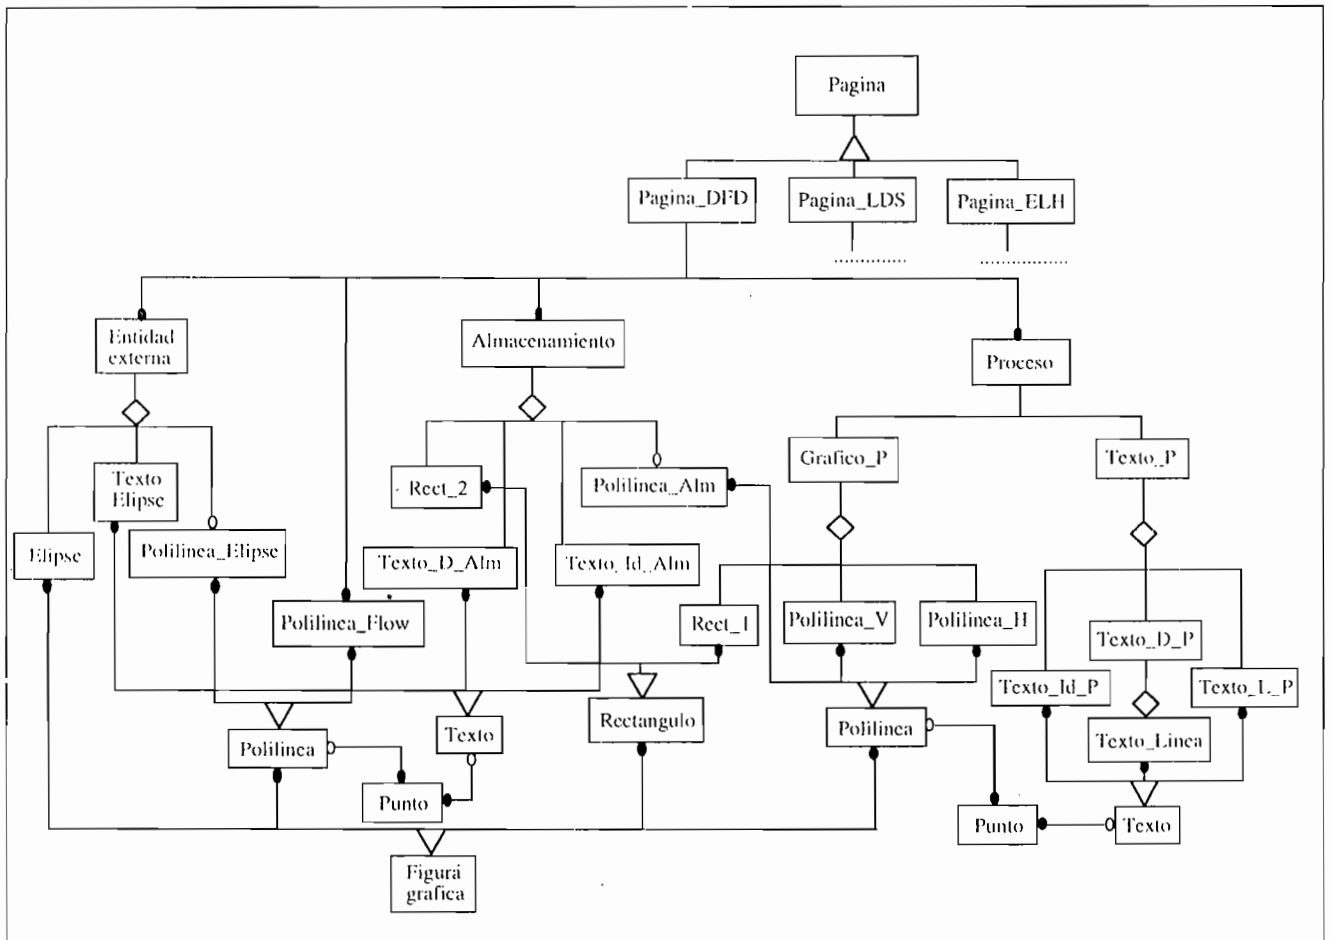 Pagina
Pagina_DFD
Pagina_LDS
Pagina_ELH
Entidad
externa
Almacenamiento
Proceso
Grafico_P
Texto_P
Texto
Elipse
Rect_2
Polilinea_Alm
Elipse
Polilinea_Elipse
Texto_D_Alm
Texto_Id_Alm
Polilinea_Flow
Rect_1
Polilinea_V
Polilinea_H
Texto_D_P
Texto_Id_P
Texto_L_P
Polilinea
Texto
Rectangulo
Polilinea
Texto_Linea
Punto
Punto
Texto
Figura
grafica